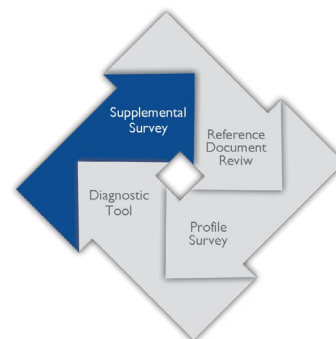 Supplemental
Survey
Reference
Document
Reviw
Diagnostic
Tool
Profile
Survey